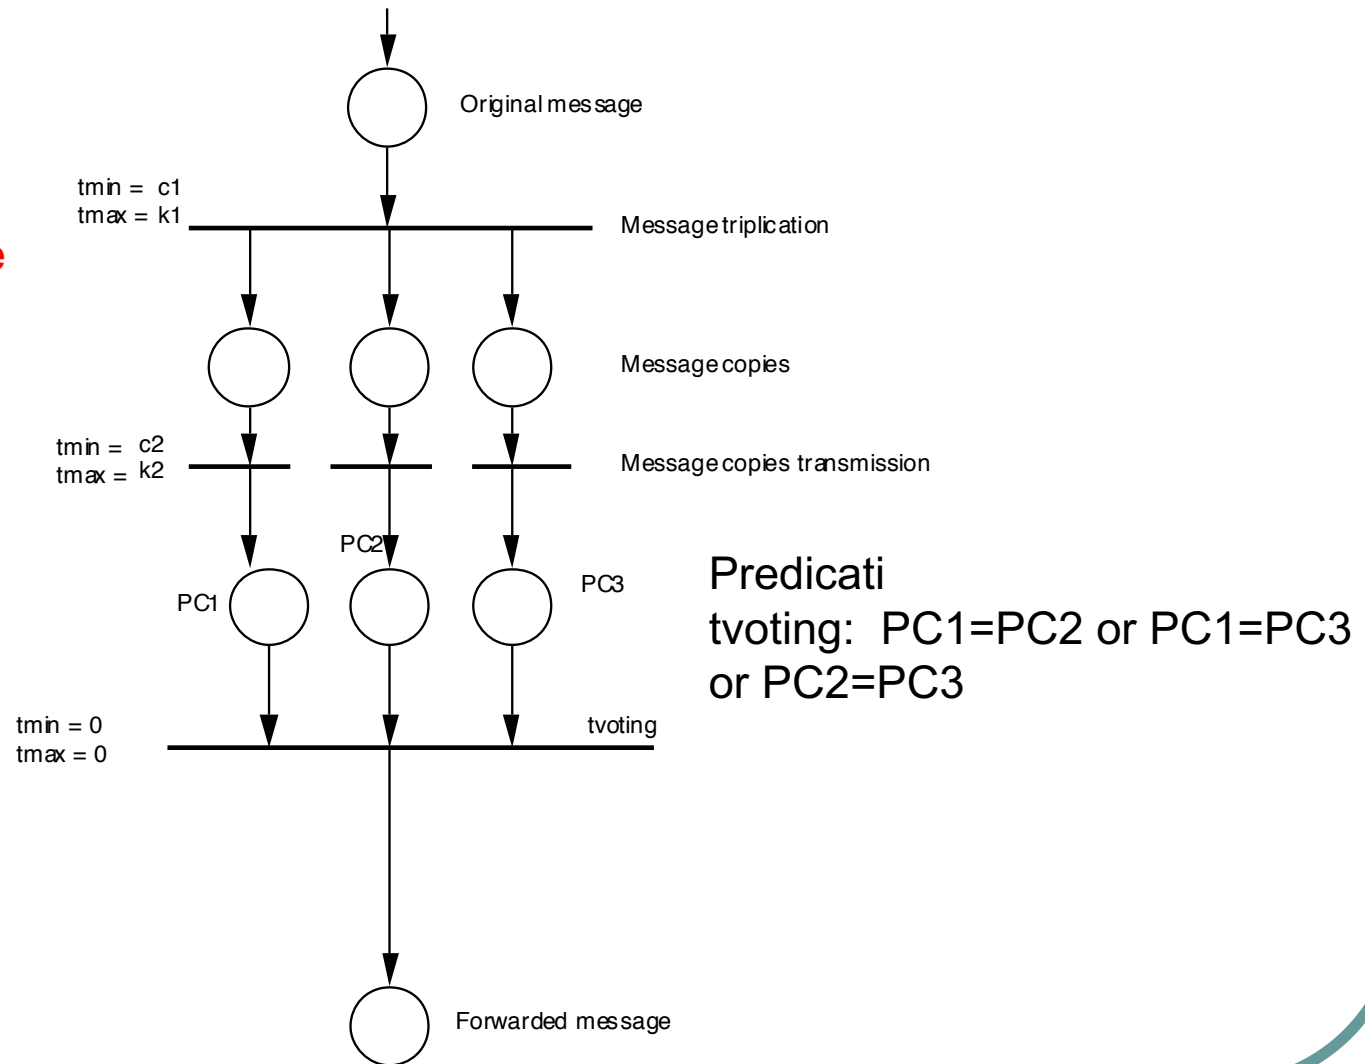 Original message
tmin = c1
tmax = k1
Message triplication
e
Message copies
tmin = c2
tmax = k2
Message copies transmission
PC2
PC1
PC3
Predicati
tvoting: PC1=PC2 or PC1=PC3
or PC2=PC3
tmin = 0
tmax = 0
tvoting
Forwarded message